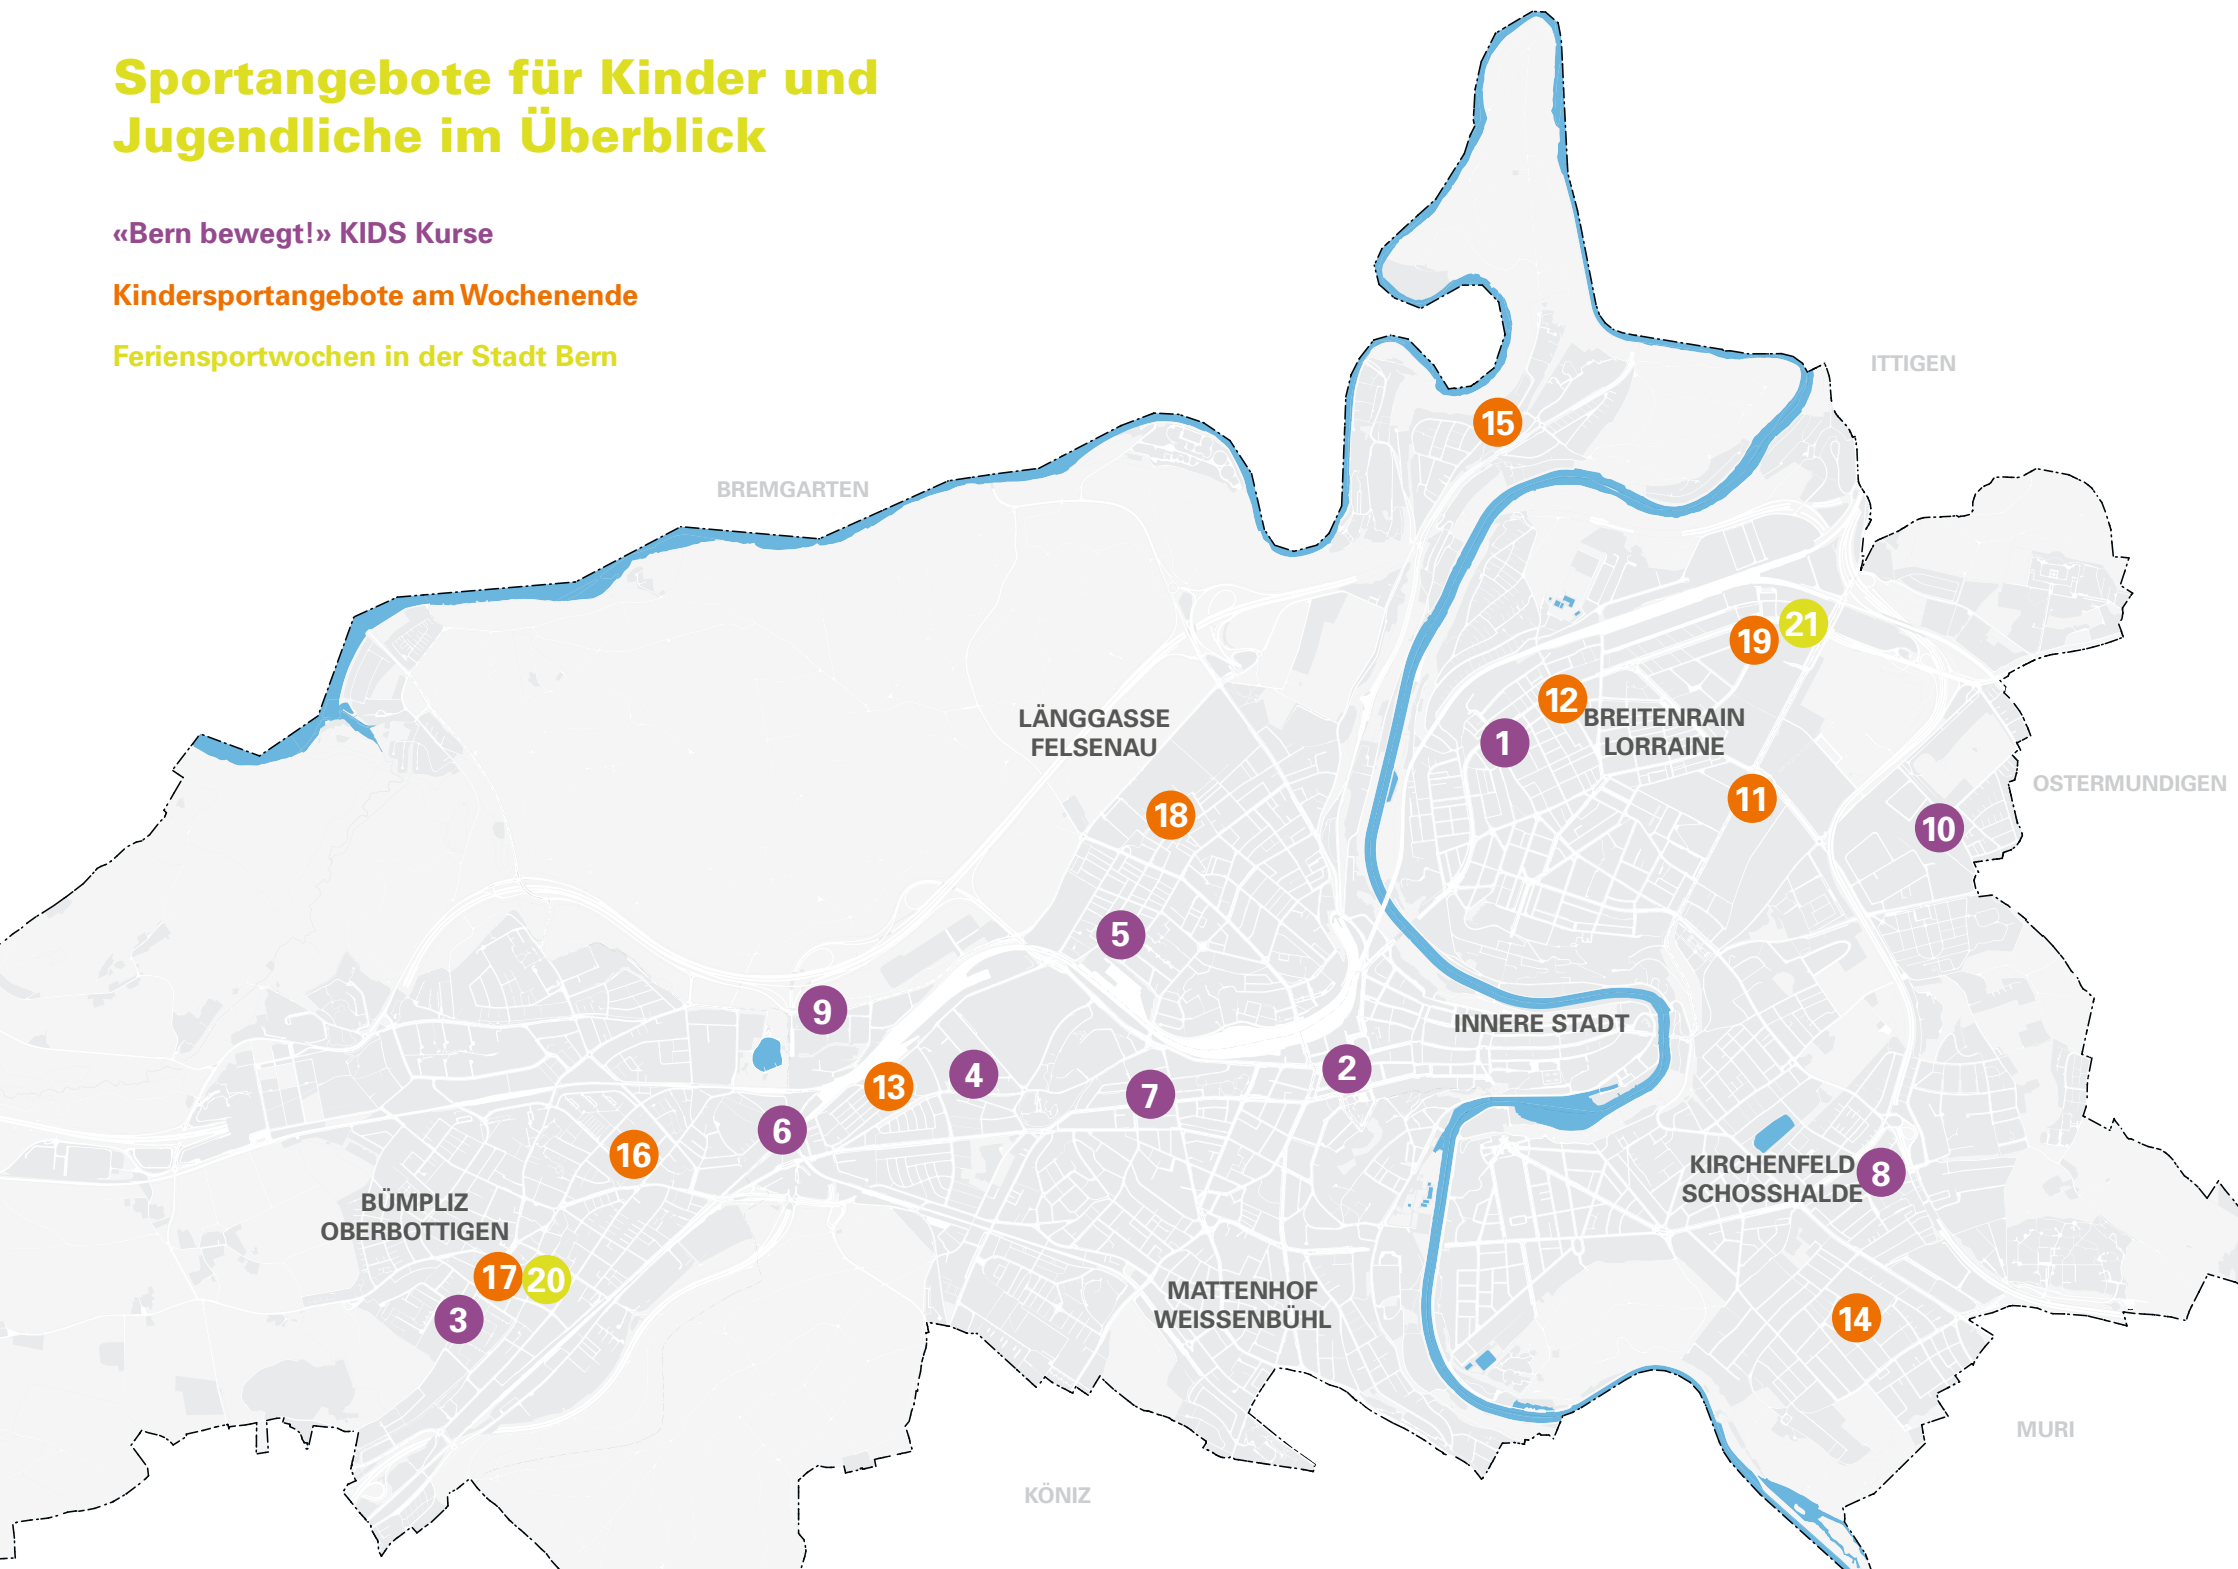 Sportangebote für Kinder und
Jugendliche im Überblick
«Bern bewegt!» KIDS Kurse
Kindersportangebote am Wochenende
Feriensportwochen in der Stadt Bern
ITTIGEN
15
BREMGARTEN
21
19
12
LÄNGGASSE
FELSENAU
BREITENRAIN
LORRAINE
1
OSTERMUNDIGEN
11
18
10
5
9
INNERE STADT
2
4
13
7
6
16
KIRCHENFELD
SCHOSSHALDE
8
BÜMPLIZ
OBERBOTTIGEN
17
20
MATTENHOF
WEISSENBÜHL
3
14
MURI
KÖNIZ